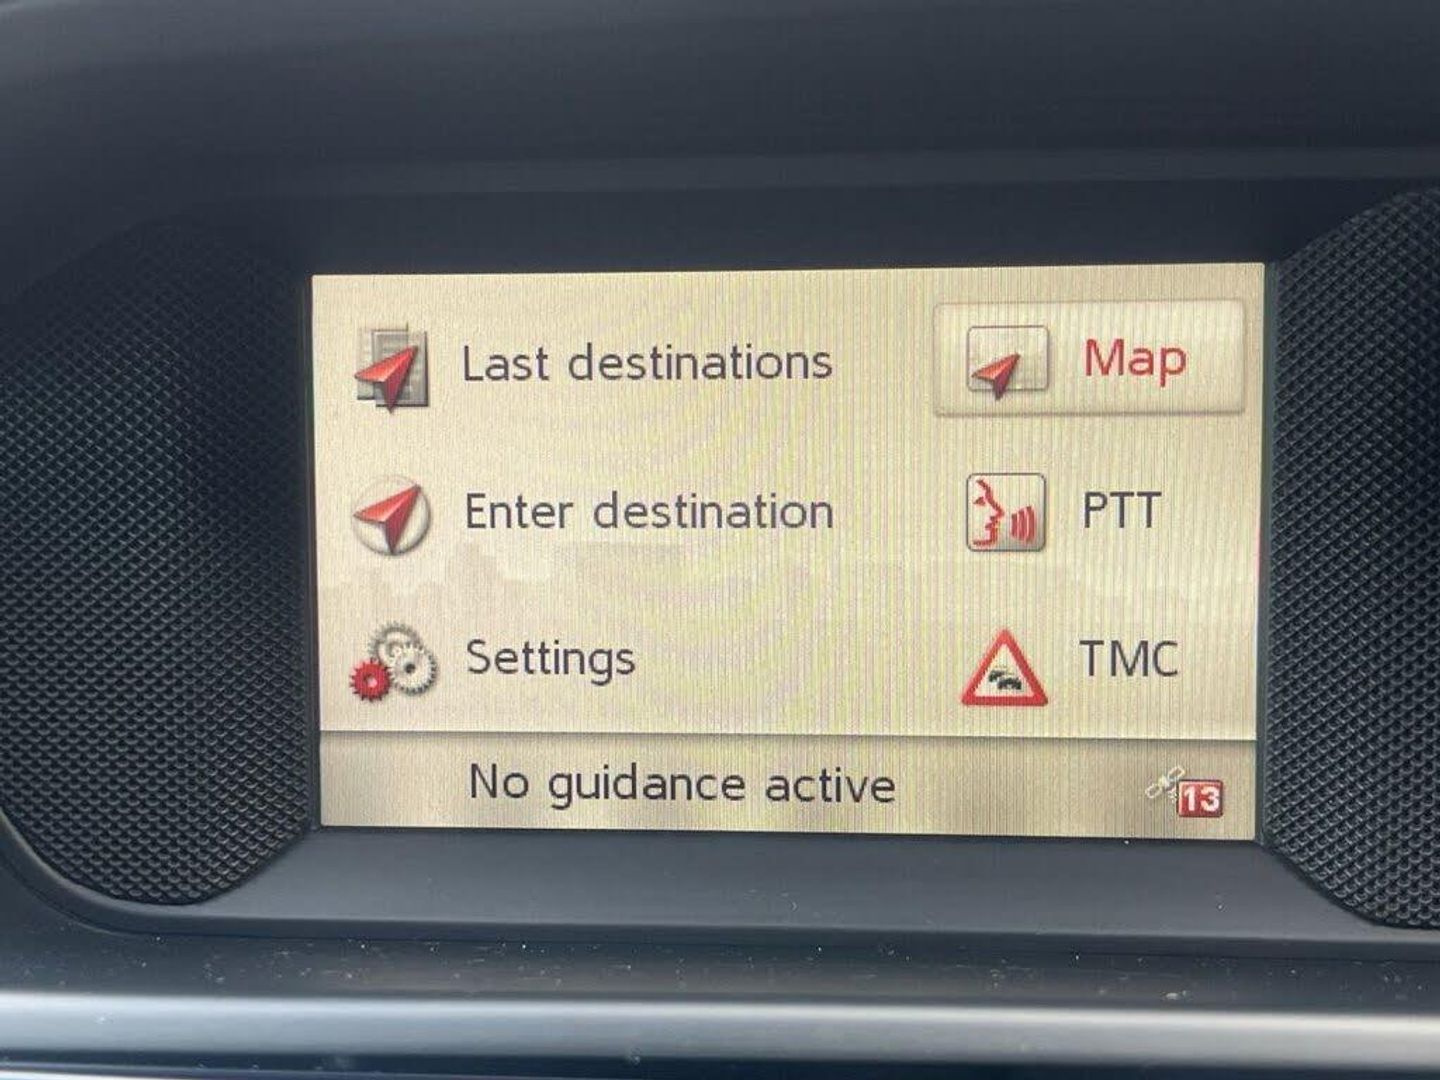 Last destinations
Map
Enter destination
PTT
Settings
TMC
No guidance active
13